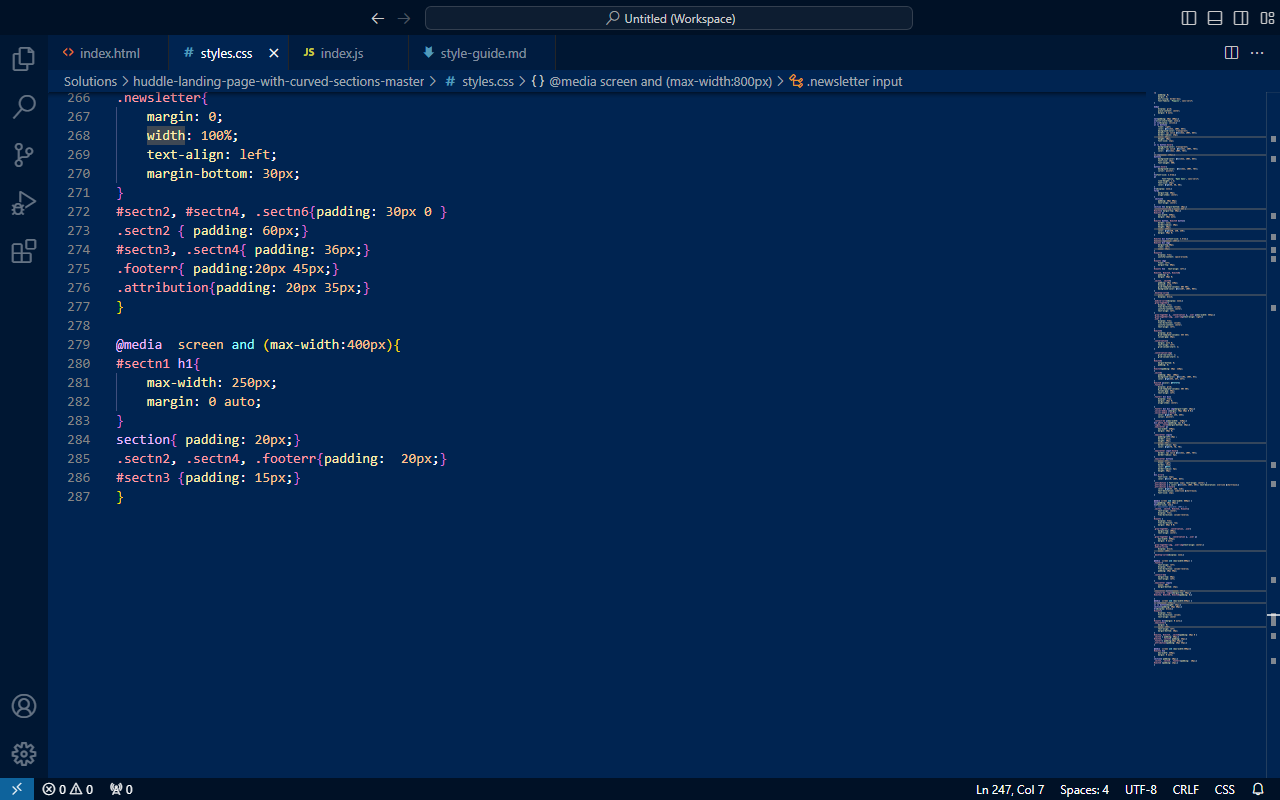 Untitled (Workspace)
index.html
# styles.css
JS index.js
style-guide.md
Solutions > huddle-landing-page-with-curved-sections-master > # styles.css > {} @media screen and (max-width:800px) > .newsletter input
266 .newsletter{
267 margin: 0;
268 width: 100%;
269 text-align: left;
270 margin-bottom: 30px;
271 }
272 #sectn2, #sectn4, .sectn6{padding: 30px 0 }
273 .sectn2 { padding: 60px;}
274 #sectn3, .sectn4{ padding: 36px;}
275 .footerr{ padding:20px 45px;}
276 .attribution{padding: 20px 35px;}
277 }
278
279 @media  screen and (max-width:400px){
280 #sectn1 h1{
281 max-width: 250px;
282 margin: 0 auto;
283 }
284 section{ padding: 20px;}
285 .sectn2, .sectn4, .footerr{padding:  20px;}
286 #sectn3 {padding: 15px;}
287 }
0 0 0 Ln 247, Col 7 Spaces: 4 UTF-8 CRLF CSS